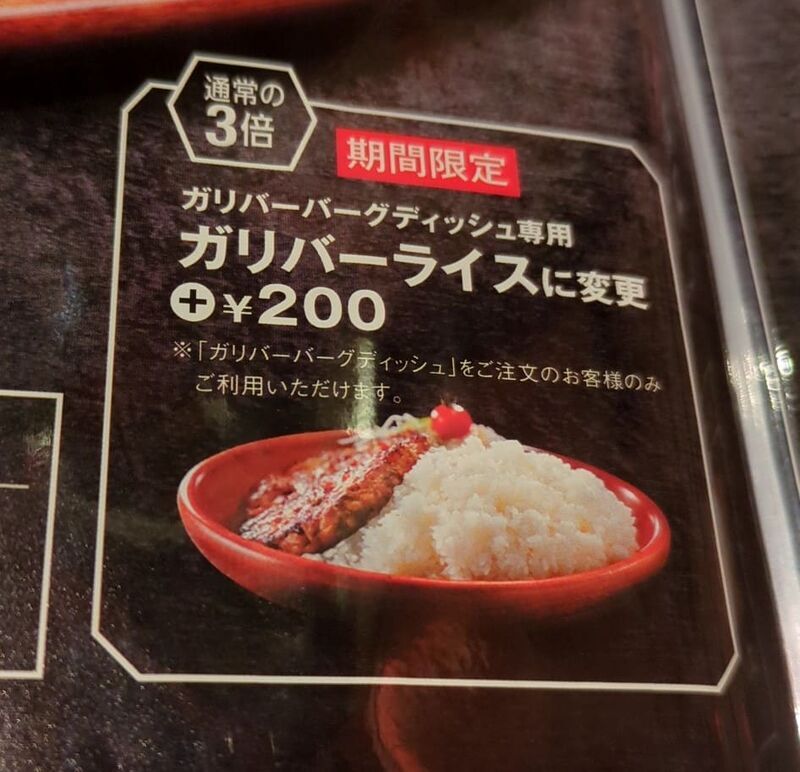 通常の
3倍
期間限定
ガリバーバーグディッシュ専用
ガリバーライスに変更
+¥200
※「ガリバーバーグディッシュ」をご注文のお客様のみ
ご利用いただけます。